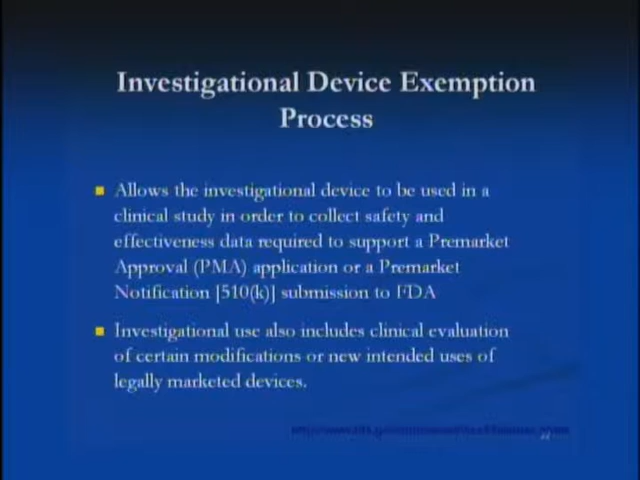 Investigational Device Exemption
Process
Allows the investigational device to be used in a
clinical study in order to collect safety and
effectiveness data required to support a Premarket
Approval (PMA) application or a Premarket
Notification [510(k)] submission to FDA
Investigational use also includes clinical evaluation
of certain modifications or new intended uses of
legally marketed devices.